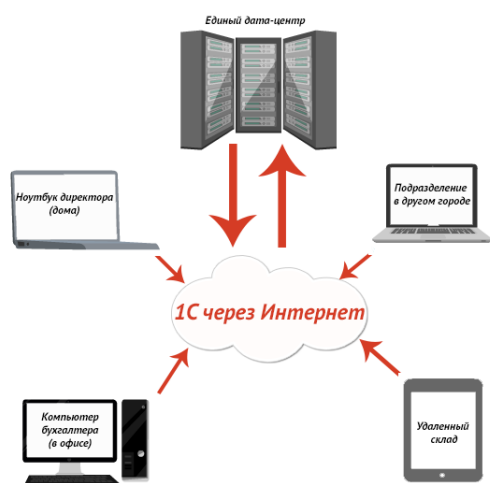 Единый дата-центр
Ноутбук директора
(дома)
Подразделение
в другом городе
1С через Интернет
Компьютер
бухгалтера
(в офисе)
Удаленный
склад